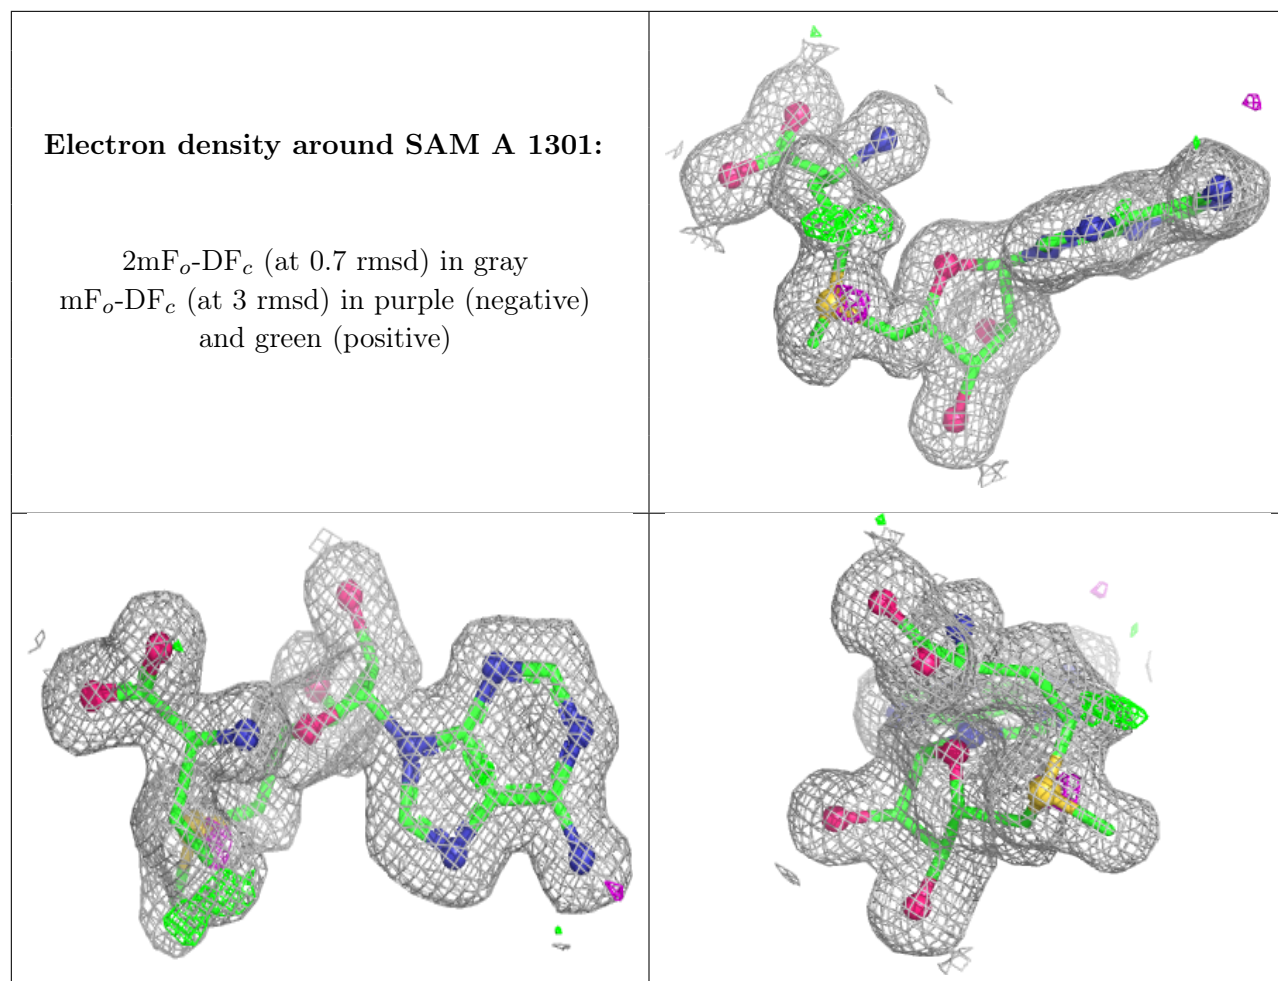 Electron density around SAM A 1301:
2mFo-DFc (at 0.7 rmsd) in gray
mFo-DFc (at 3 rmsd) in purple (negative)
and green (positive)